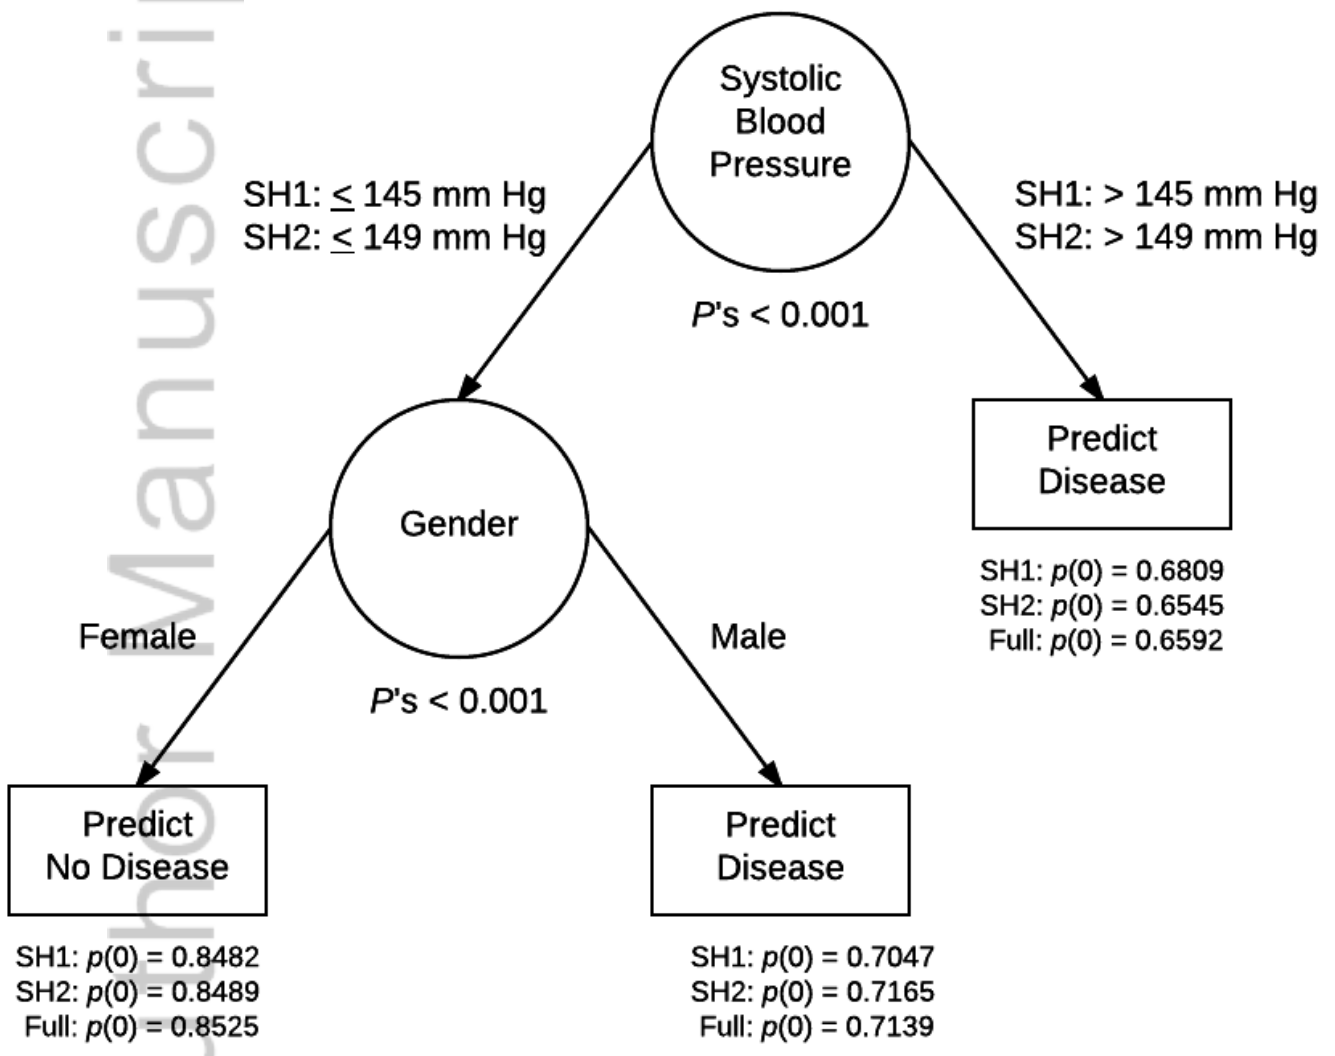 Systolic
Blood
Pressure
SH1: ≤ 145 mm Hg
SH2: ≤ 149 mm Hg
SH1: > 145 mm Hg
SH2: > 149 mm Hg
P's < 0.001
Gender
Predict
Disease
SH1: p(0) = 0.6809
SH2: p(0) = 0.6545
Full: p(0) = 0.6592
Female
Male
P's < 0.001
Predict
No Disease
Predict
Disease
SH1: p(0) = 0.8482
SH2: p(0) = 0.8489
Full: p(0) = 0.8525
SH1: p(0) = 0.7047
SH2: p(0) = 0.7165
Full: p(0) = 0.7139
uthor Manuscri